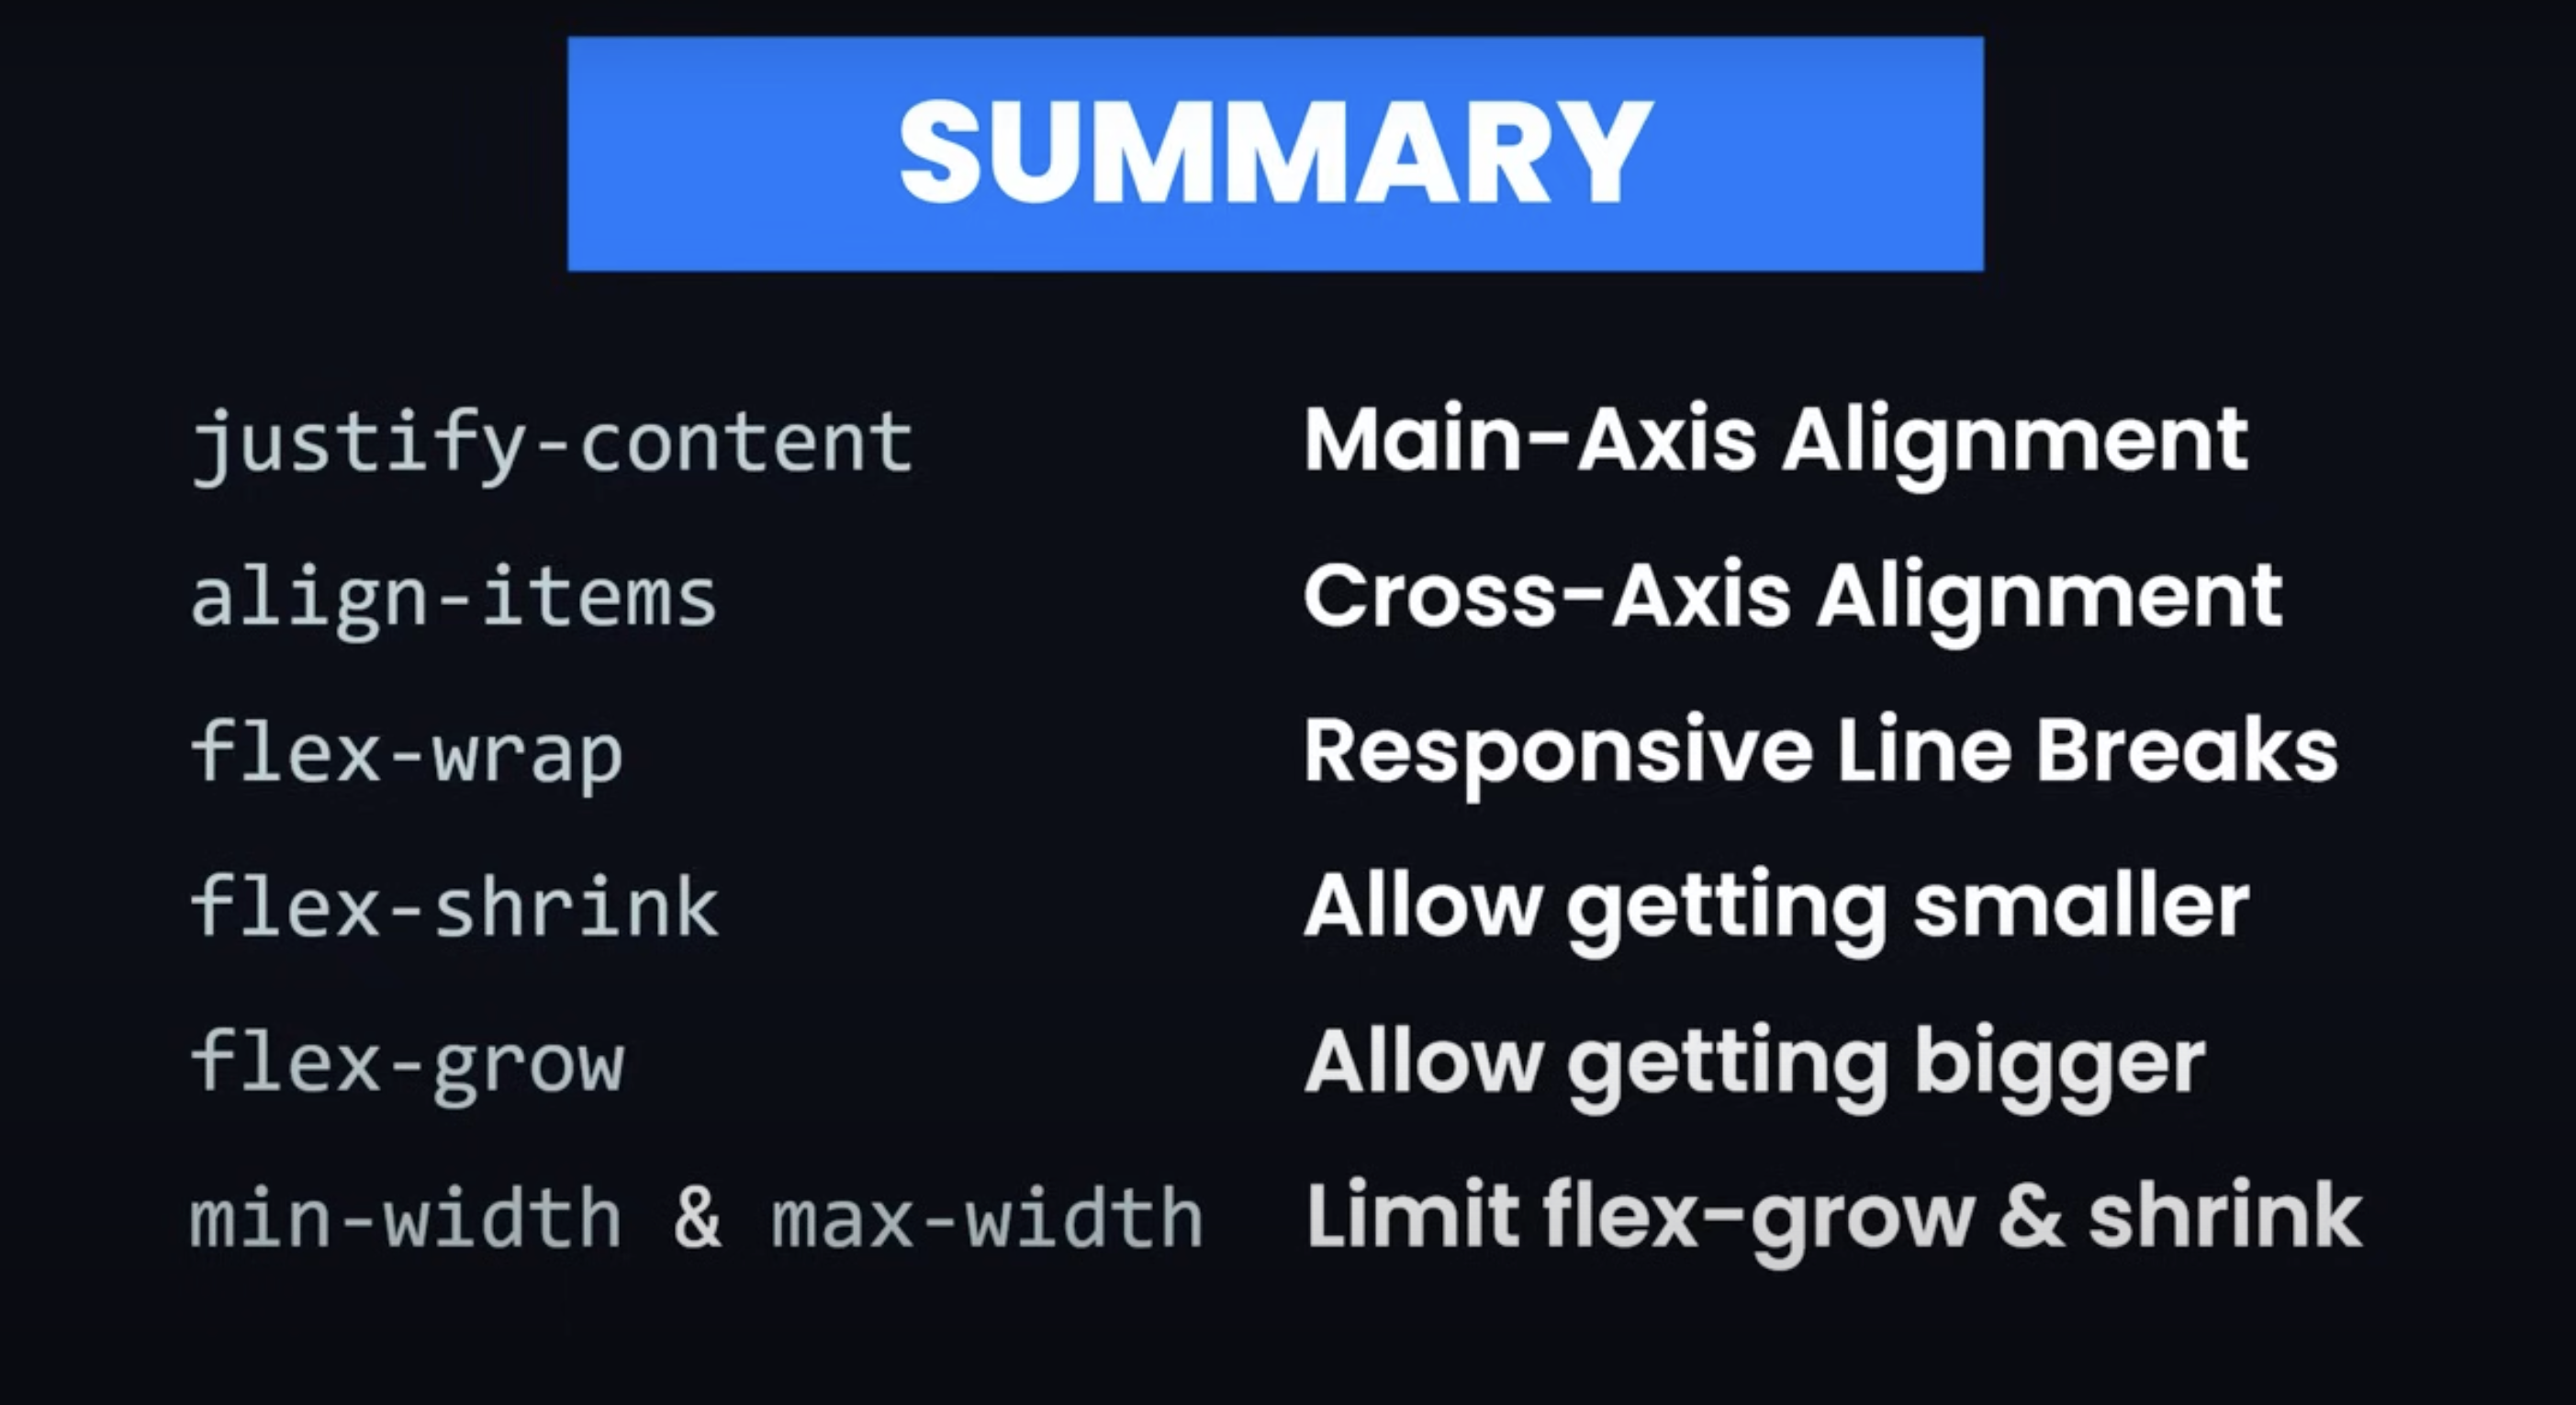 SUMMARY
justify-content Main-Axis Alignment
align-items Cross-Axis Alignment
flex-wrap Responsive Line Breaks
flex-shrink Allow getting smaller
flex-grow Allow getting bigger
min-width & max-width Limit flex-grow & shrink